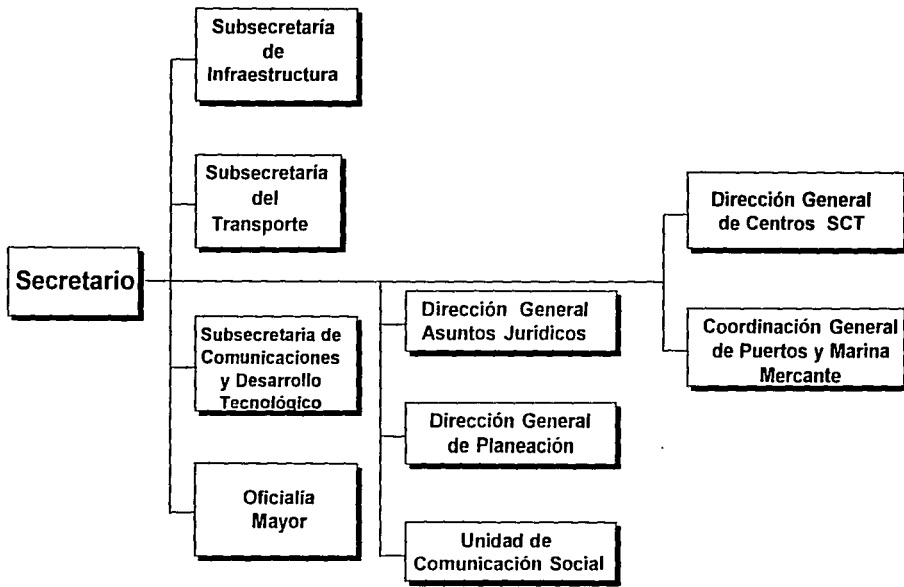 Subsecretaría
de
Infraestructura
Subsecretaría
del
Transporte
Secretario
Subsecretaria de
Comunicaciones
y Desarrollo
Tecnológico
Oficialía
Mayor
Dirección General
Asuntos Jurídicos
Dirección General
de Planeación
Unidad de
Comunicación Social
Dirección General
de Centros SCT
Coordinación General
de Puertos y Marina
Mercante